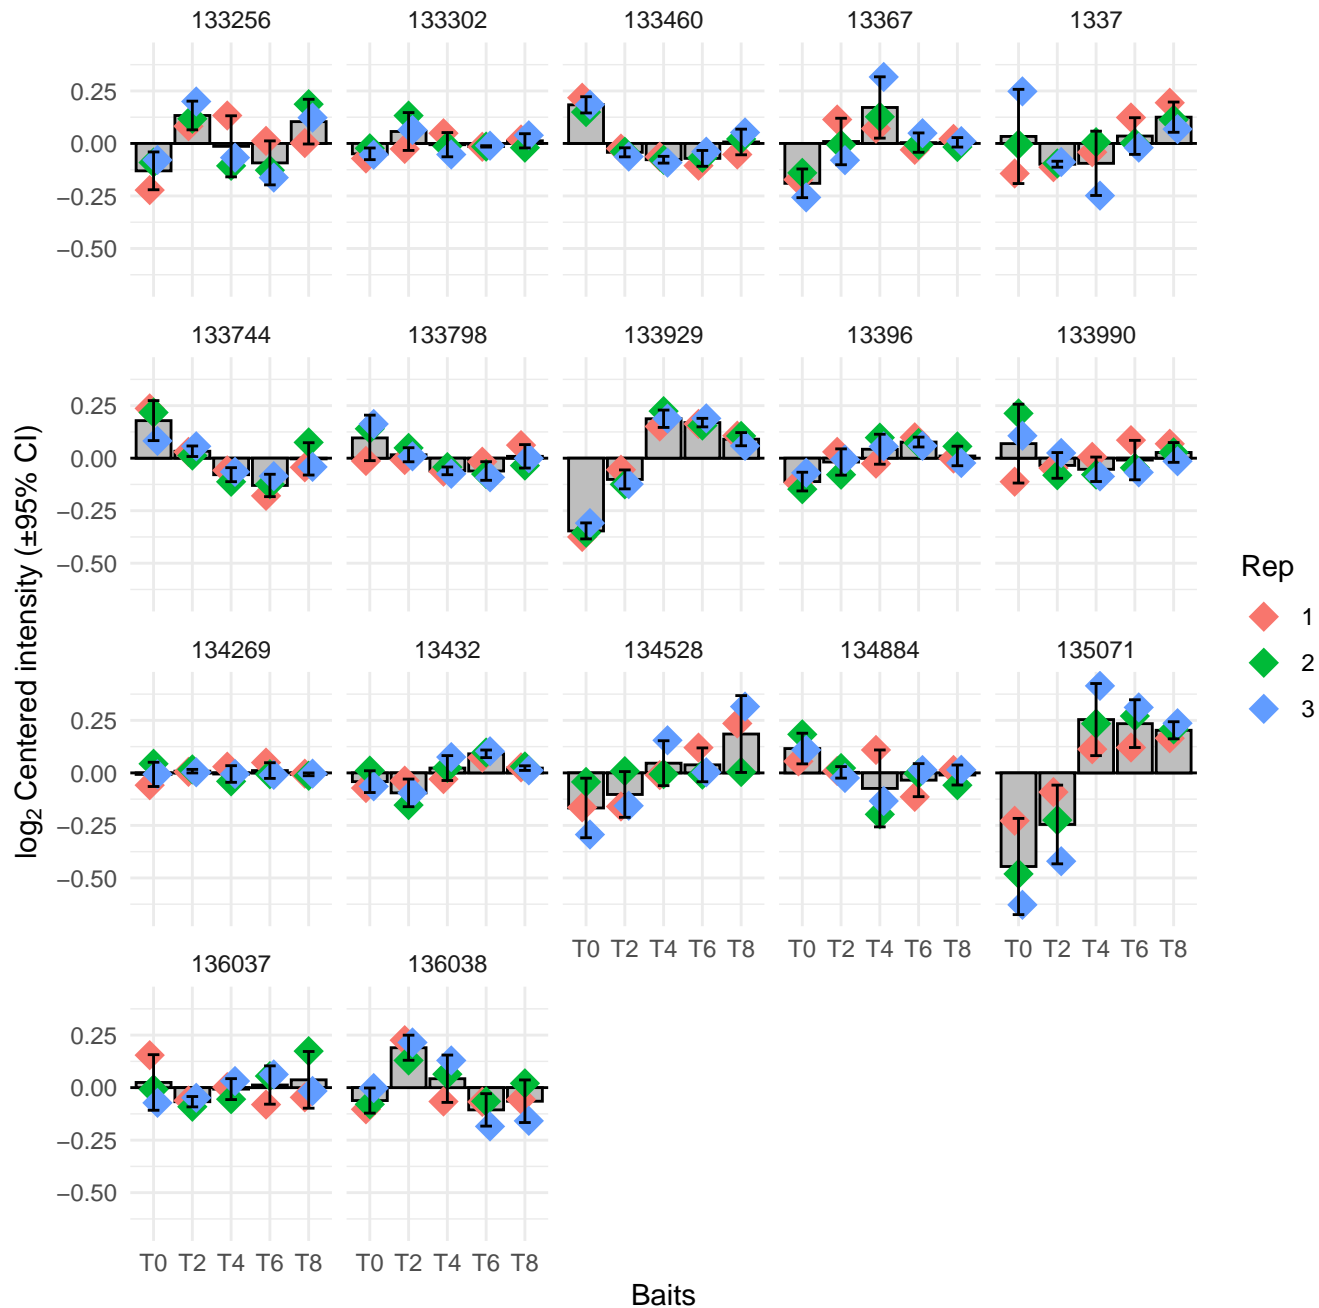 133256 133302 133460 13367 1337
0.25
0.00
−0.25
−0.50
133744 133798 133929 13396 133990
0.25
0.00
−0.25
−0.50
134269 13432 134528 134884 135071
0.25
0.00
−0.25
−0.50
T0 T2 T4 T6 T8 T0 T2 T4 T6 T8 T0 T2 T4 T6 T8
136037 136038
0.25
0.00
−0.25
−0.50
T0 T2 T4 T6 T8 T0 T2 T4 T6 T8
Baits
log₂ Centered intensity (±95% CI)
Rep
1
2
3